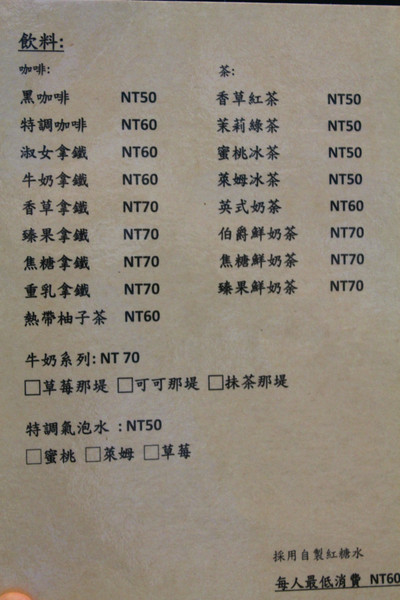 飲料:
咖啡:
黑咖啡 NT50
特調咖啡 NT60
淑女拿鐵 NT60
牛奶拿鐵 NT60
香草拿鐵 NT70
臻果拿鐵 NT70
焦糖拿鐵 NT70
重乳拿鐵 NT70
熱帶柚子茶 NT60
茶:
香草紅茶 NT50
茉莉綠茶 NT50
蜜桃冰茶 NT50
萊姆冰茶 NT50
英式奶茶 NT60
伯爵鮮奶茶 NT70
焦糖鮮奶茶 NT70
臻果鮮奶茶 NT70
牛奶系列: NT 70
□草莓那堤 □可可那堤 □抹茶那堤
特調氣泡水 : NT50
□蜜桃 □萊姆 □草莓
採用自製紅糖水
每人最低消費 NT60